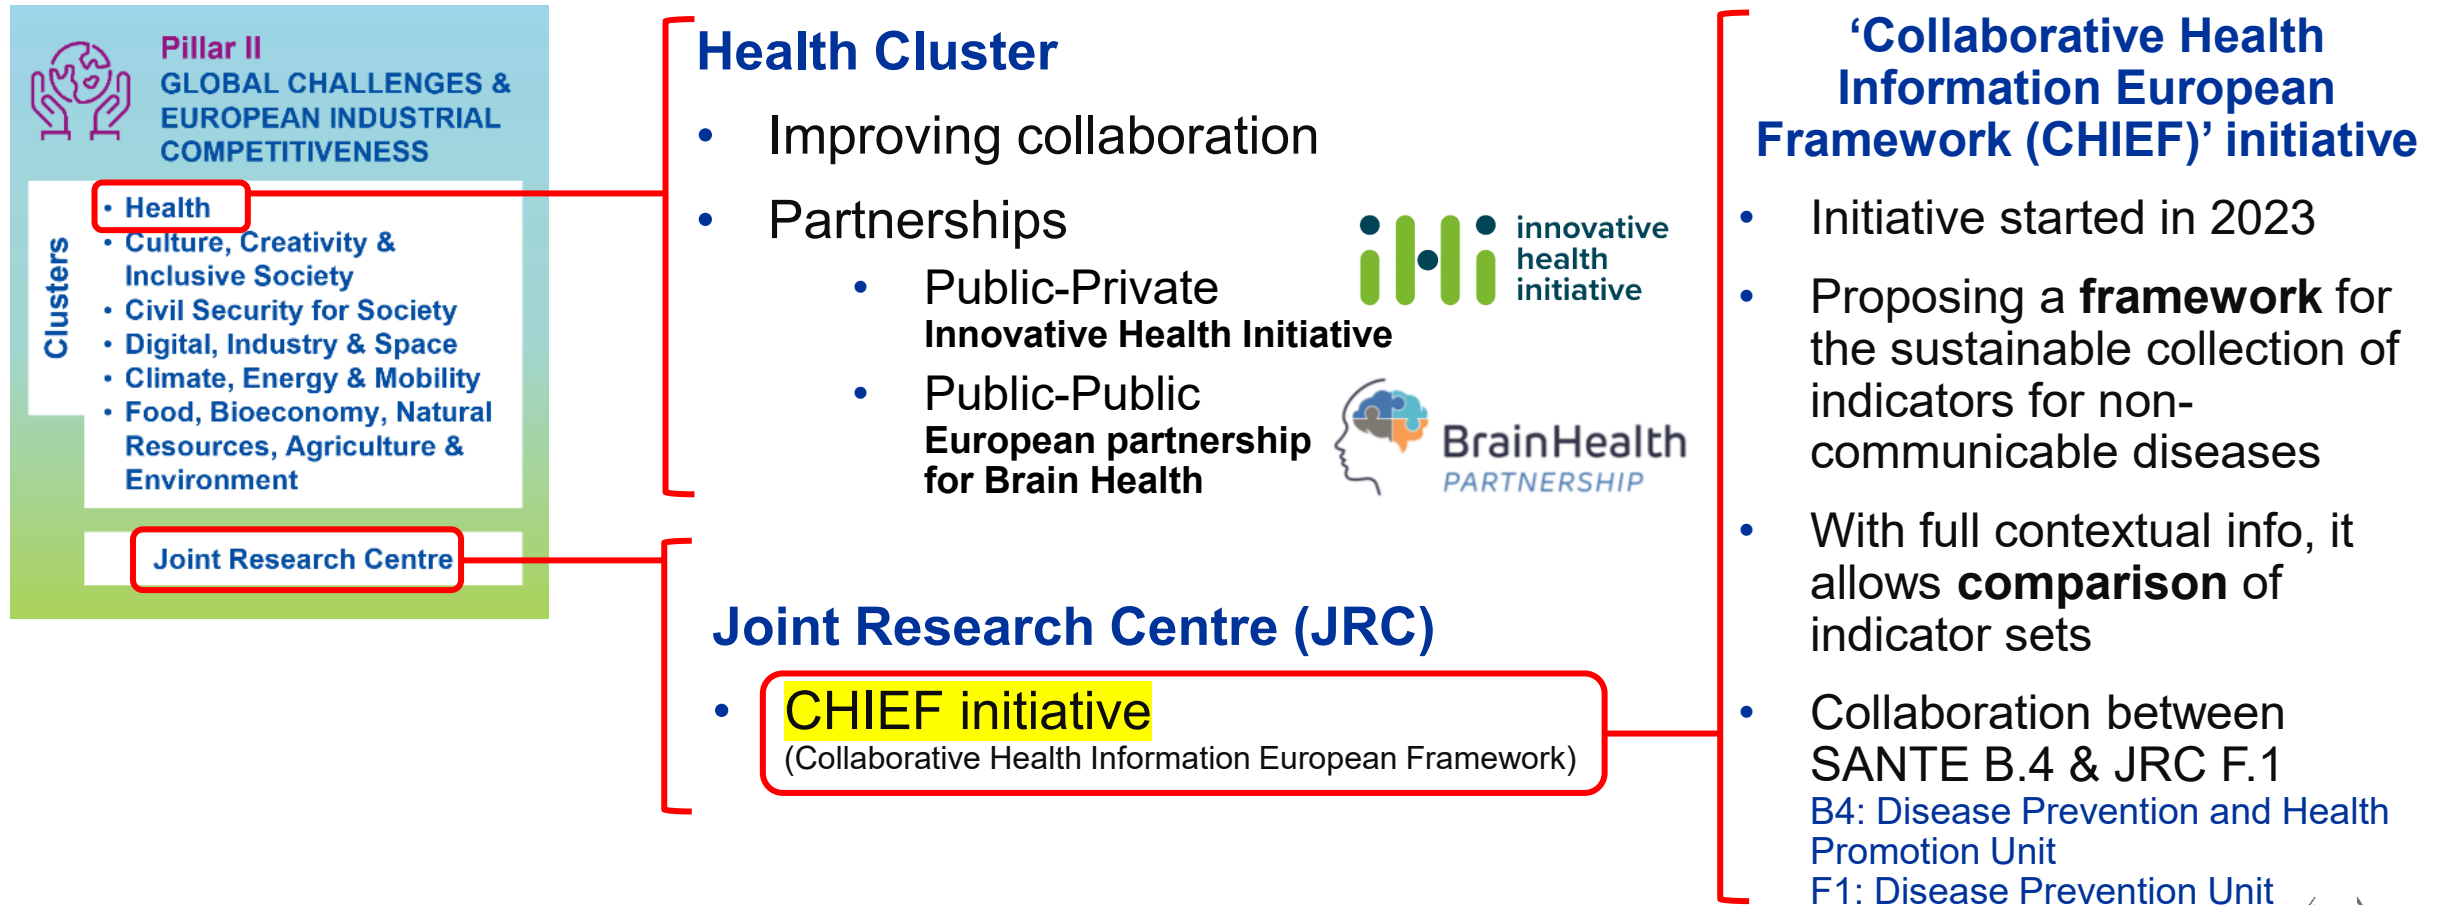 Pillar II
GLOBAL CHALLENGES &
EUROPEAN INDUSTRIAL
COMPETITIVENESS
Clusters
• Health
• Culture, Creativity &
Inclusive Society
• Civil Security for Society
• Digital, Industry & Space
• Climate, Energy & Mobility
• Food, Bioeconomy, Natural
Resources, Agriculture &
Environment
Joint Research Centre
Health Cluster
• Improving collaboration
• Partnerships
• Public-Private
Innovative Health Initiative
iHi innovative
health
initiative
• Public-Public
European partnership
for Brain Health
BrainHealth
PARTNERSHIP
Joint Research Centre (JRC)
• CHIEF initiative
(Collaborative Health Information European Framework)
‘Collaborative Health
Information European
Framework (CHIEF)’ initiative
• Initiative started in 2023
• Proposing a framework for
the sustainable collection of
indicators for non-
communicable diseases
• With full contextual info, it
allows comparison of
indicator sets
• Collaboration between
SANTE B.4 & JRC F.1
B4: Disease Prevention and Health
Promotion Unit
F1: Disease Prevention Unit